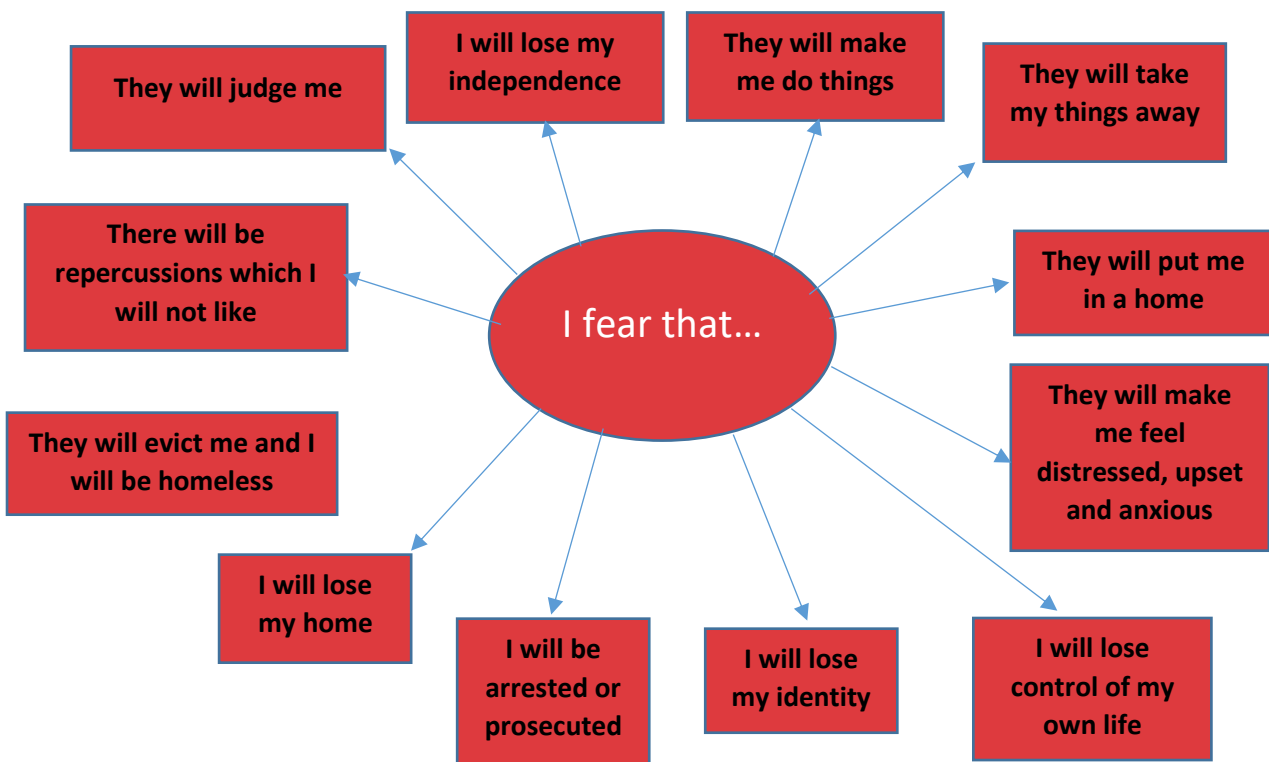 They will judge me
I will lose my
independence
They will make
me do things
They will take
my things away
There will be
repercussions which I
will not like
I fear that...
They will put me
in a home
They will evict me and I
will be homeless
They will make
me feel
distressed, upset
and anxious
I will lose
my home
I will be
arrested or
prosecuted
I will lose
my identity
I will lose
control of my
own life